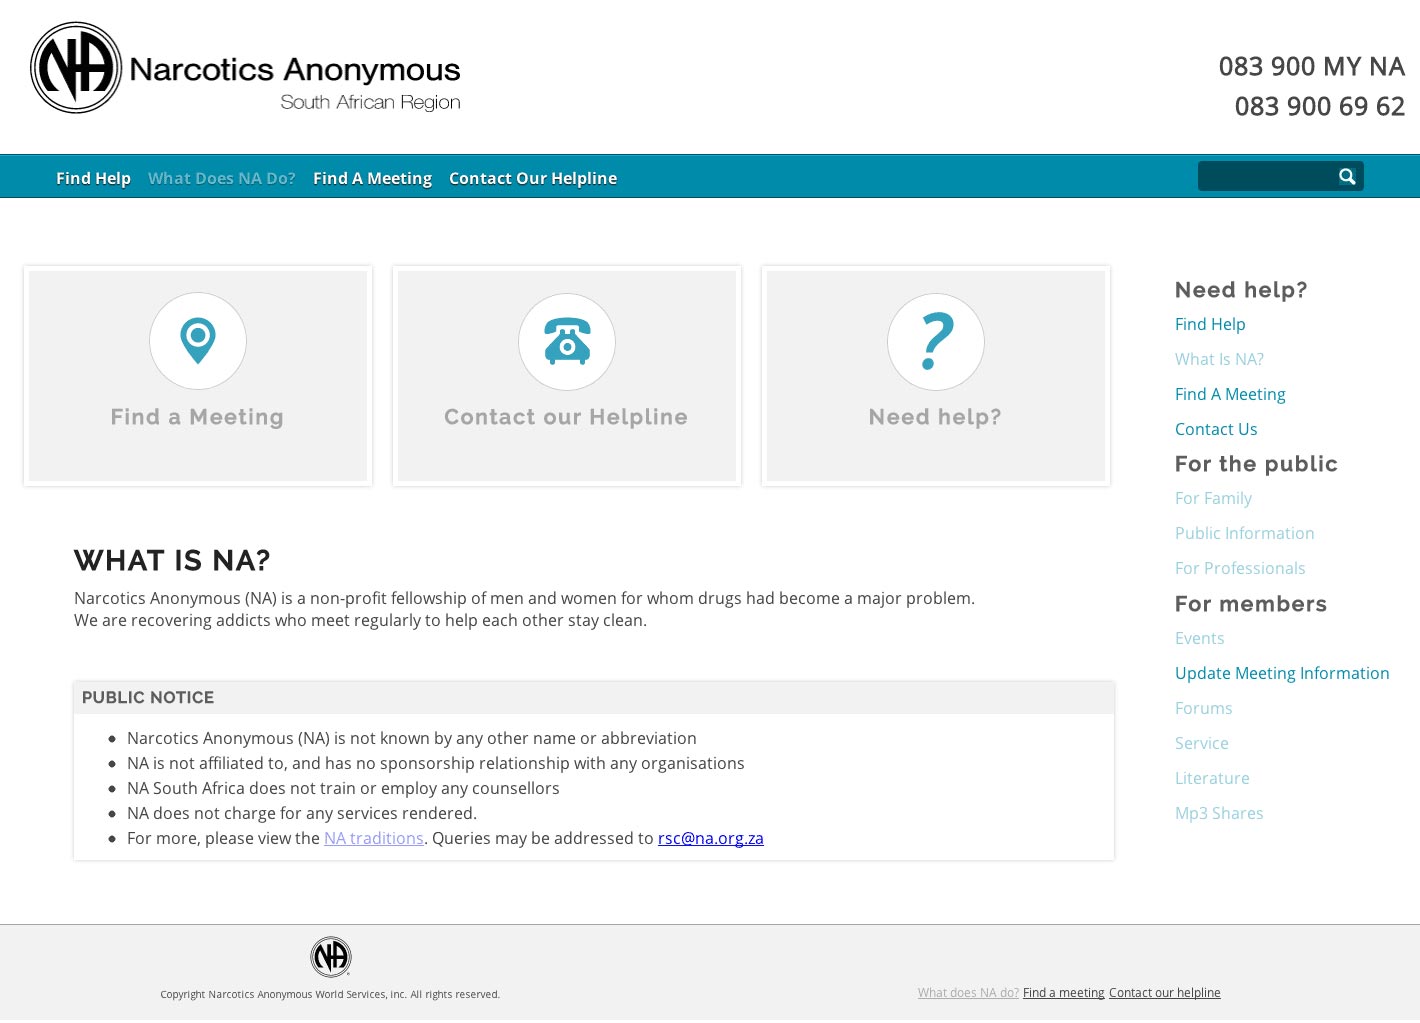 NA Narcotics Anonymous
South African Region
083 900 MY NA
083 900 69 62
Find Help What Does NA Do? Find A Meeting Contact Our Helpline
Find a Meeting
Contact our Helpline
?
Need help?
WHAT IS NA?
Narcotics Anonymous (NA) is a non-profit fellowship of men and women for whom drugs had become a major problem.
We are recovering addicts who meet regularly to help each other stay clean.
PUBLIC NOTICE
Narcotics Anonymous (NA) is not known by any other name or abbreviation
NA is not affiliated to, and has no sponsorship relationship with any organisations
NA South Africa does not train or employ any counsellors
NA does not charge for any services rendered.
For more, please view the NA traditions. Queries may be addressed to rsc@na.org.za
Need help?
Find Help
What Is NA?
Find A Meeting
Contact Us
For the public
For Family
Public Information
For Professionals
For members
Events
Update Meeting Information
Forums
Service
Literature
Mp3 Shares
NA
Copyright Narcotics Anonymous World Services, inc. All rights reserved.
What does NA do? Find a meeting Contact our helpline